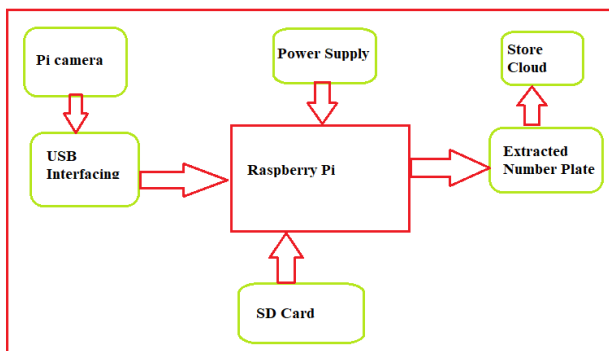 Pi camera
Power Supply
Store
Cloud
USB
Interfacing
Raspberry Pi
Extracted
Number Plate
SD Card